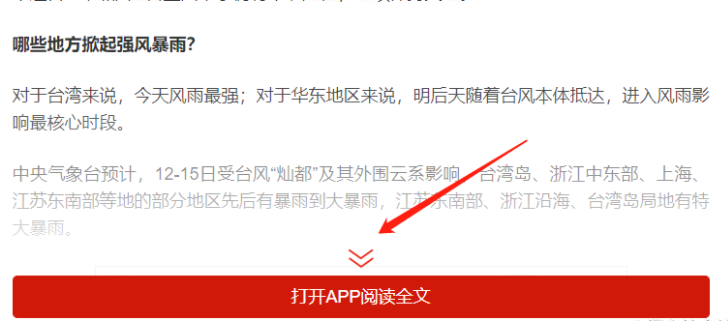 哪些地方掀起强风暴雨？
对于台湾来说，今天风雨最强；对于华东地区来说，明后天随着台风本体抵达，进入风雨影
响最核心时段。
中央气象台预计，12-15日受台风“灿都”及其外围云系影响，台湾岛、浙江中东部、上海、
江苏东南部等地的部分地区先后有暴雨到大暴雨，江苏东南部、浙江沿海、台湾岛局地有特
大暴雨。
打开APP阅读全文